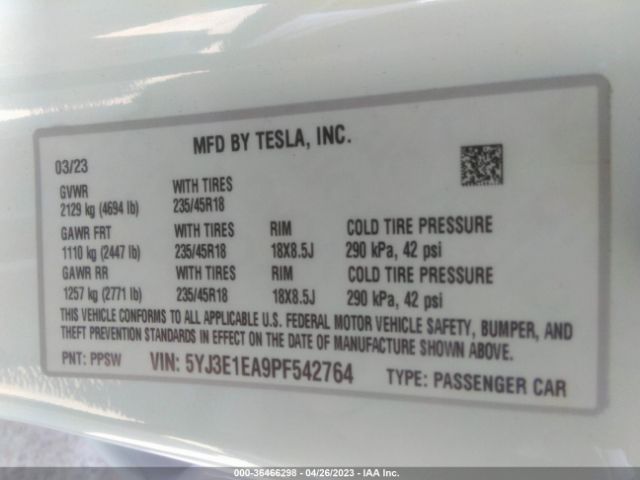 MFD BY TESLA, INC.
03/23
GVWR WITH TIRES
2129 kg (4694 lb) 235/45R18
GAWR FRT WITH TIRES RIM COLD TIRE PRESSURE
1110 kg (2447 lb) 235/45R18 18X8.5J 290 kPa, 42 psi
GAWR RR WITH TIRES RIM COLD TIRE PRESSURE
1257 kg (2771 lb) 235/45R18 18X8.5J 290 kPa, 42 psi
THIS VEHICLE CONFORMS TO ALL APPLICABLE U.S. FEDERAL MOTOR VEHICLE SAFETY, BUMPER, AND
THEFT PREVENTION STANDARDS IN EFFECT ON THE DATE OF MANUFACTURE SHOWN ABOVE.
PNT: PPSW VIN: 5YJ3E1EA9PF542764 TYPE: PASSENGER CAR
000-36466298 - 04/26/2023 - IAA Inc.